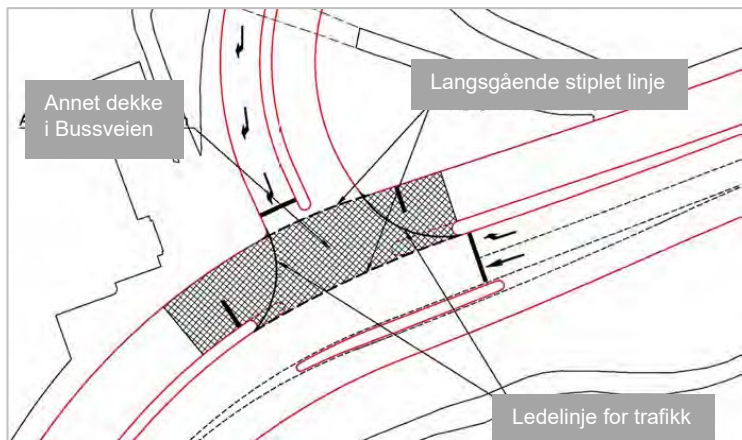 Langsgående stiplet linje
Annet dekke
i Bussveien
Ledelinje for trafikk